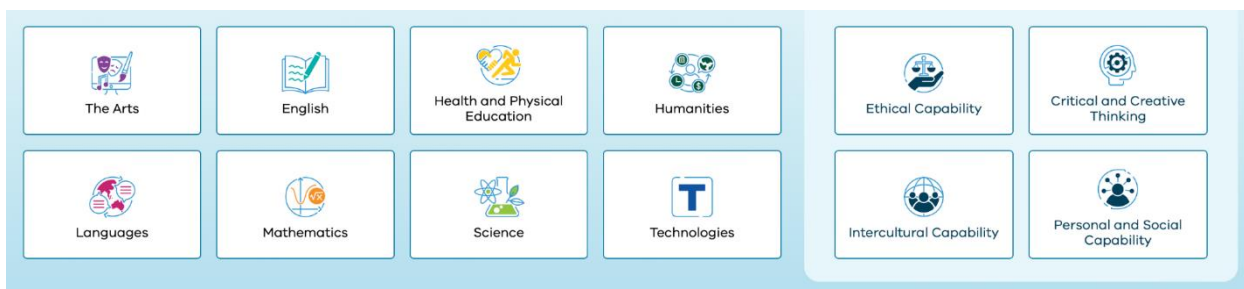 The Arts
English
Health and Physical
Education
Humanities
Ethical Capability
Critical and Creative
Thinking
Languages
√x
Mathematics
Science
T
Technologies
Intercultural Capability
Personal and Social
Capability